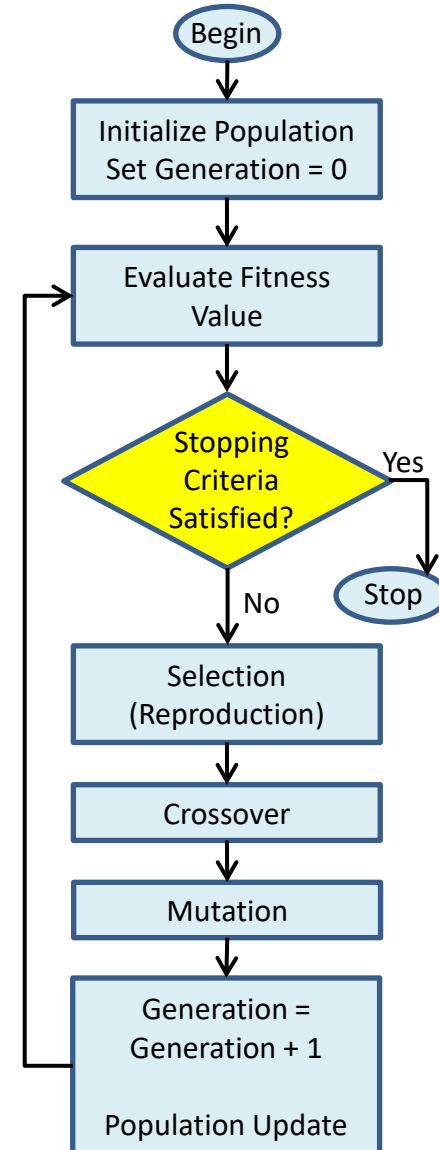 Begin
Initialize Population
Set Generation = 0
Evaluate Fitness
Value
Stopping
Criteria
Satisfied?
Yes
Stop
No
Selection
(Reproduction)
Crossover
Mutation
Generation =
Generation + 1
Population Update